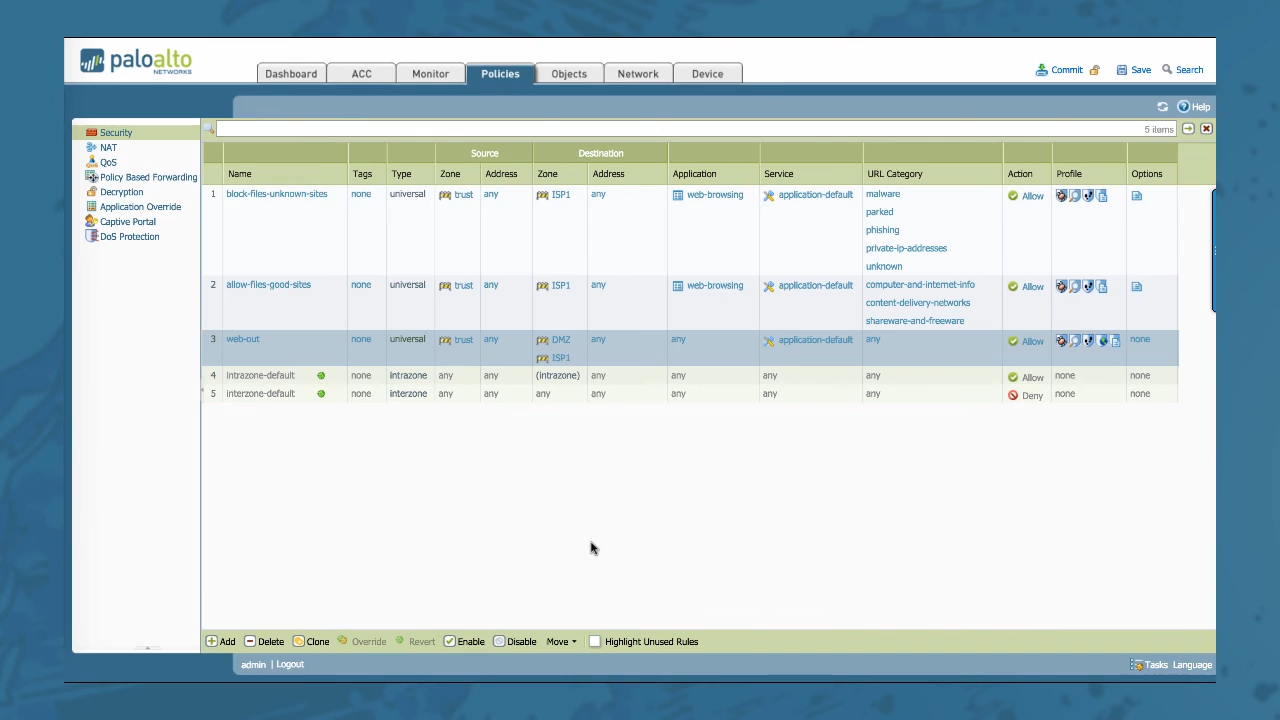 paloalto
NETWORKS
Dashboard ACC Monitor Policies Objects Network Device
Commit Save Search
Help
Security
NAT
QoS
Policy Based Forwarding
Decryption
Application Override
Captive Portal
DoS Protection
5 items
Source Destination
Name Tags Type Zone Address Zone Address Application Service URL Category Action Profile Options
1 block-files-unknown-sites none universal trust any ISP1 any web-browsing application-default malware Allow
parked
phishing
private-ip-addresses
unknown
2 allow-files-good-sites none universal trust any ISP1 any web-browsing application-default computer-and-internet-info Allow
content-delivery-networks
shareware-and-freeware
3 web-out none universal trust any DMZ any any application-default any Allow none
ISP1
4 intrazone-default none intrazone any any (intrazone) any any any any Allow none none
5 interzone-default none interzone any any any any any any any Deny none none
Add Delete Clone Override Revert Enable Disable Move Highlight Unused Rules
admin | Logout
Tasks Language